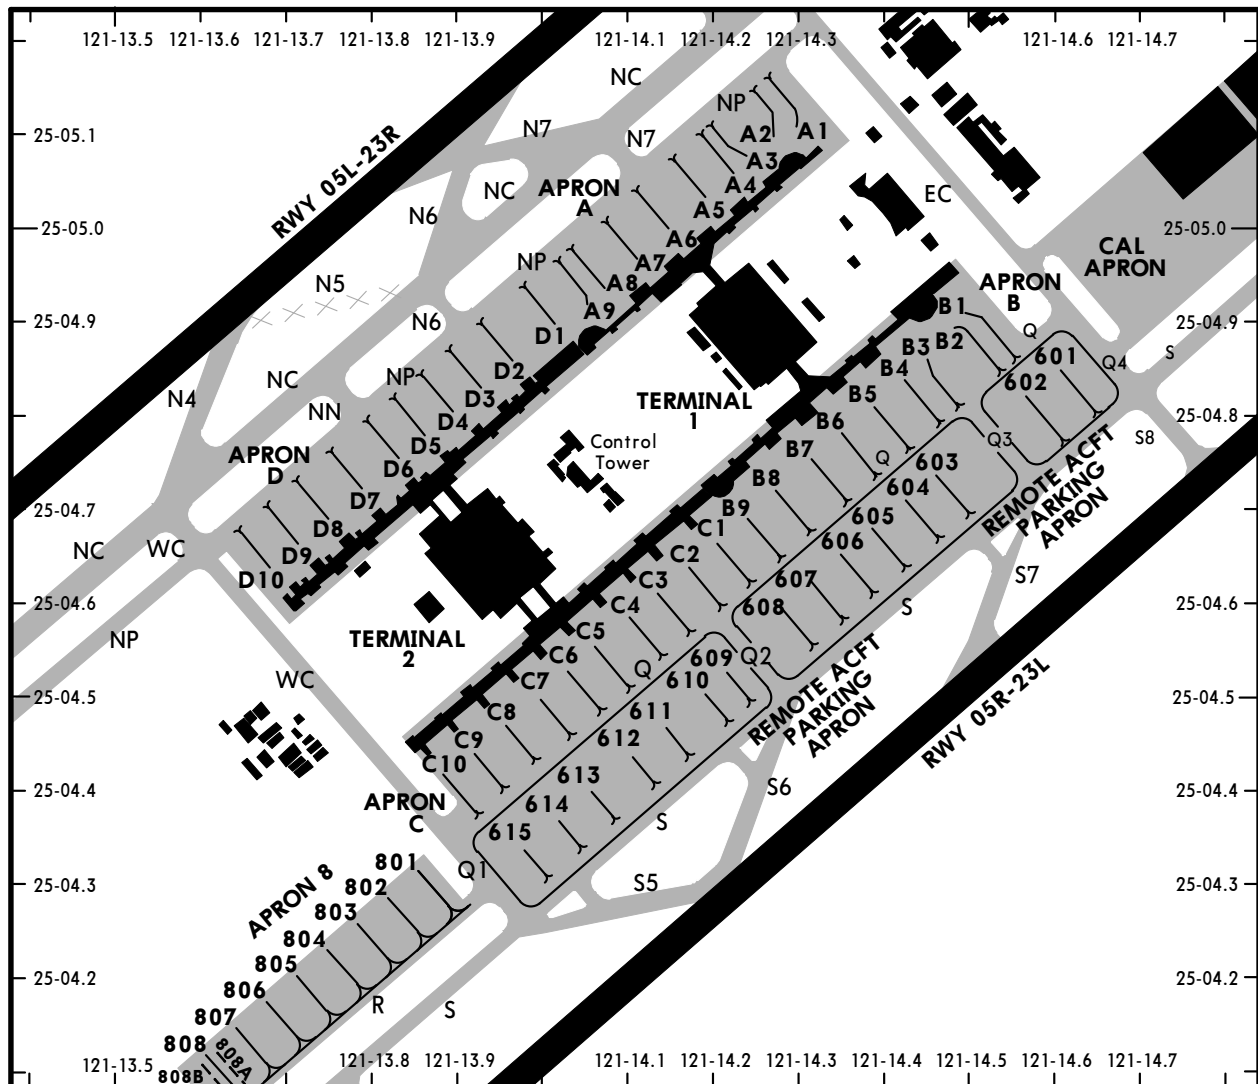 121-13.5 121-13.6 121-13.7 121-13.8 121-13.9 121-14.1 121-14.2 121-14.3 121-14.6 121-14.7
NC
NP
25-05.1
N7
N7
A2
A1
RWY 05L-23R
A3
NC
APRON
A
A4
EC
N6
A5
25-05.0
25-05.0
A6
CAL
APRON
NP
A7
N5
A8
APRON
B
A9
B1
25-04.9
N6
D1
Q
25-04.9
B2
B3
601
S
Q4
D2
B4
602
NC
NP
N4
D3
B5
TERMINAL
1
NN
D4
B6
25-04.8
S8
Control
Tower
D5
B7
Q
603
Q3
APRON
D
D6
B8
604
REMOTE ACFT
PARKING
APRON
D7
B9
605
25-04.7
25-04.7
D8
C1
606
NC
WC
D9
C2
607
S7
D10
C3
608
S
25-04.6
25-04.6
C4
NP
TERMINAL
2
C5
C6
609
Q2
REMOTE ACFT
PARKING
APRON
Q
WC
C7
610
25-04.5
25-04.5
C8
611
RWY 05R-23L
C9
612
C10
613
S6
25-04.4
25-04.4
APRON
C
614
615
S
801
Q1
25-04.3
S5
25-04.3
802
APRON 8
803
804
805
25-04.2
25-04.2
806
R
S
807
808
808A
808B
121-13.5 121-13.8 121-13.9 121-14.1 121-14.2 121-14.3 121-14.5 121-14.6 121-14.7